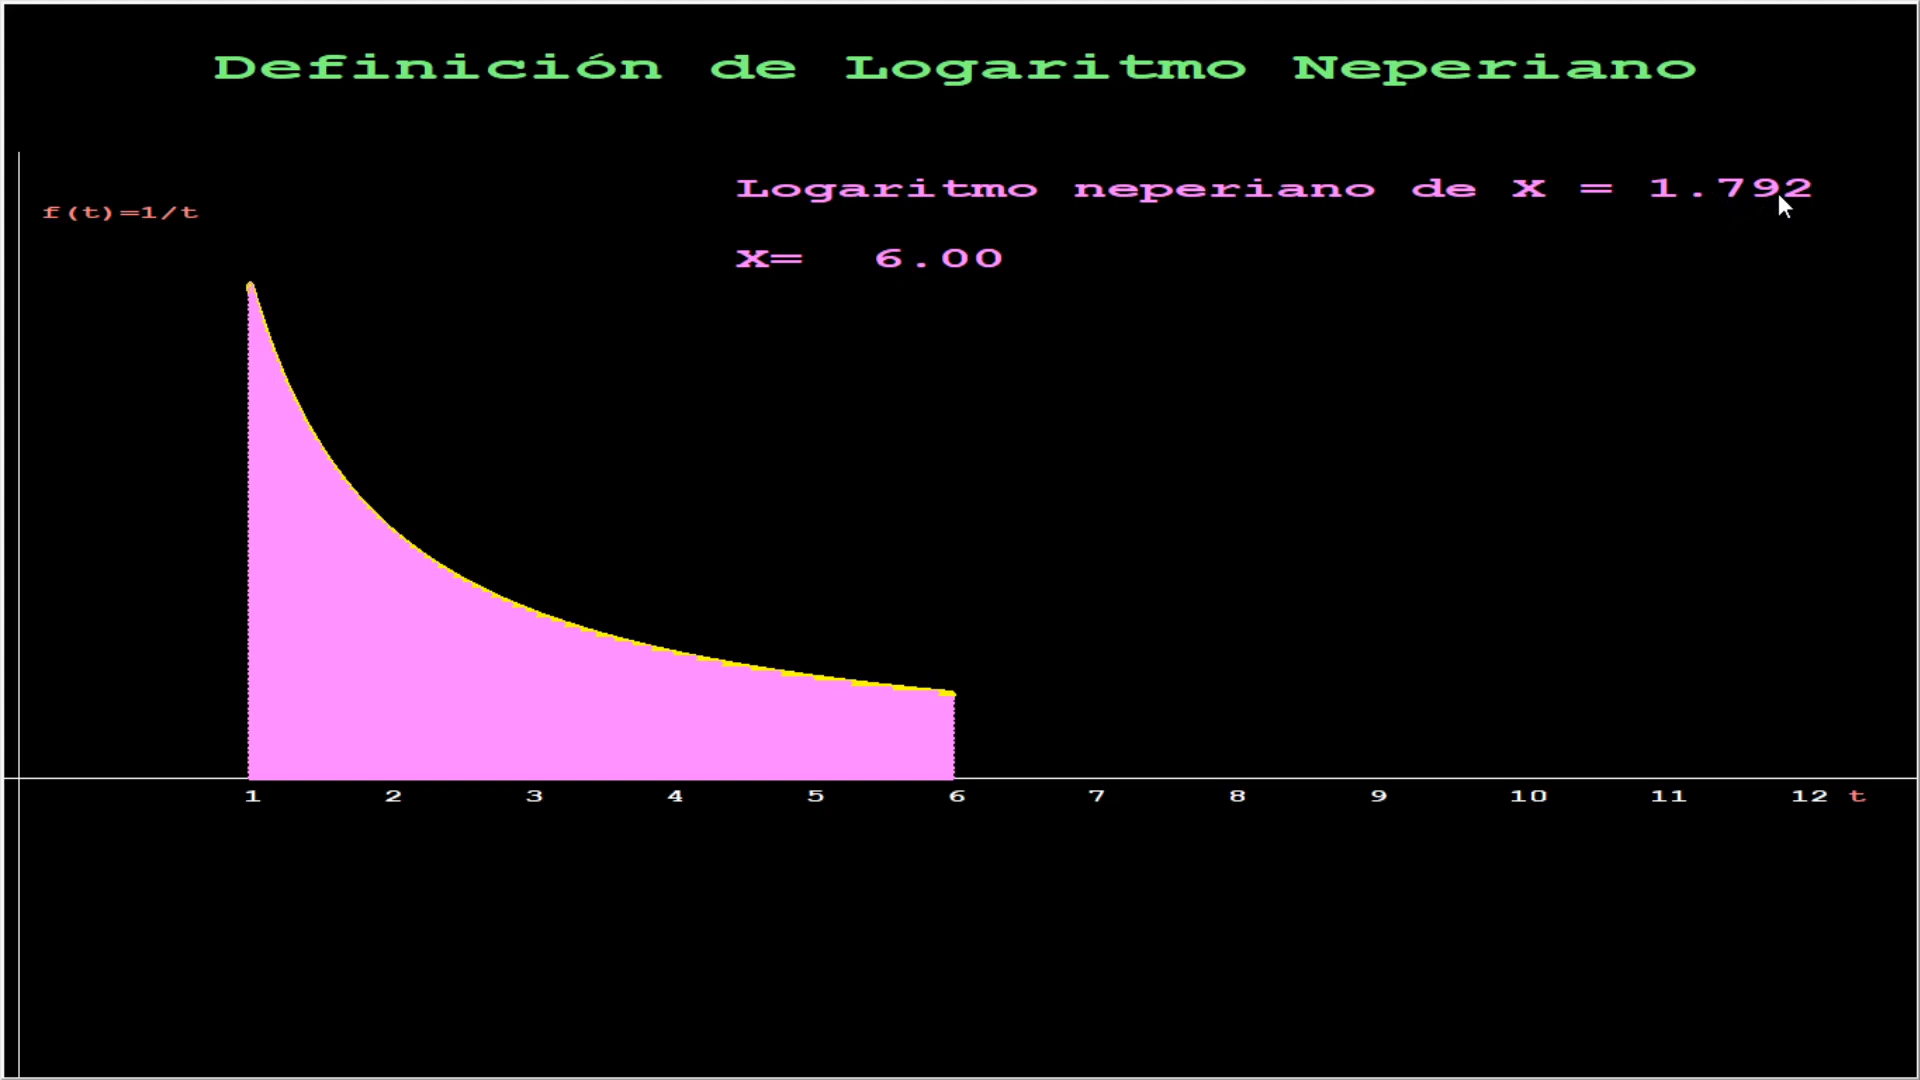 Definición de Logaritmo Neperiano
Logaritmo neperiano de X = 1.792
f(t)=1/t
X= 6.00
1 2 3 4 5 6 7 8 9 10 11 12 t